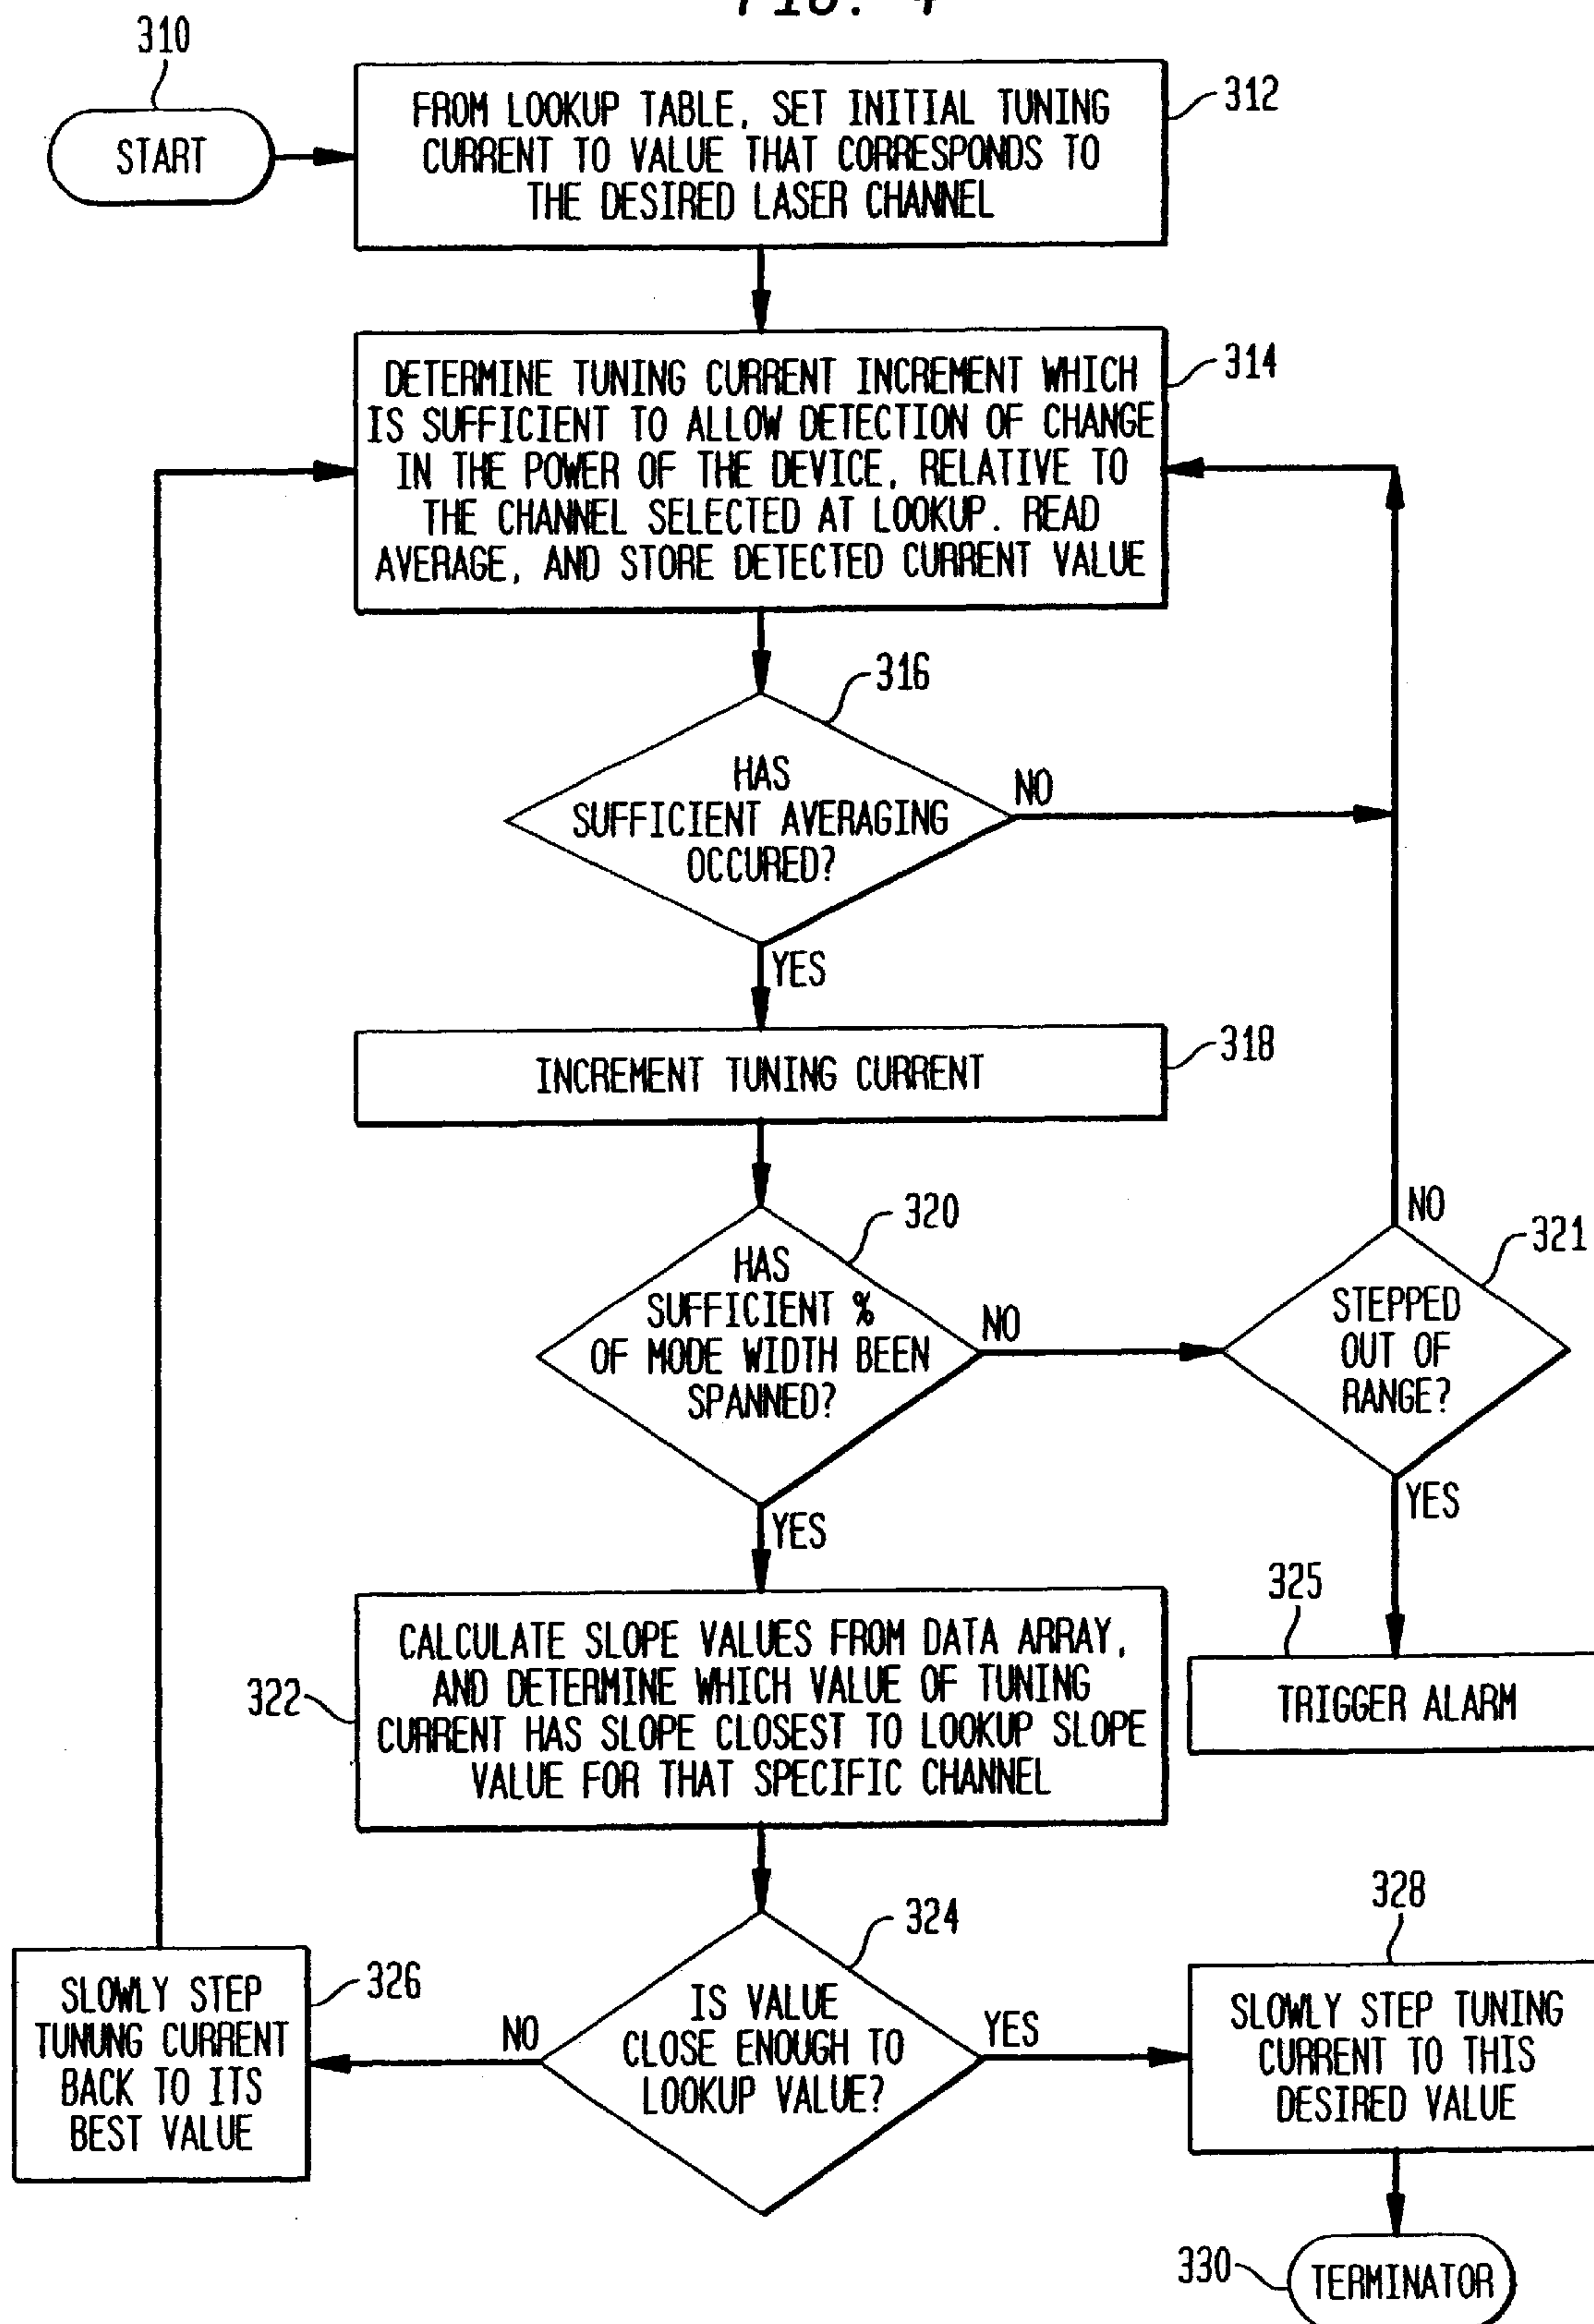 FIG. 4
310
START
FROM LOOKUP TABLE, SET INITIAL TUNING
CURRENT TO VALUE THAT CORRESPONDS TO
THE DESIRED LASER CHANNEL
312
DETERMINE TUNING CURRENT INCREMENT WHICH
IS SUFFICIENT TO ALLOW DETECTION OF CHANGE
IN THE POWER OF THE DEVICE, RELATIVE TO
THE CHANNEL SELECTED AT LOOKUP. READ
AVERAGE, AND STORE DETECTED CURRENT VALUE
314
316
HAS
SUFFICIENT AVERAGING
OCCURED?
NO
YES
INCREMENT TUNING CURRENT
318
320
HAS
SUFFICIENT %
OF MODE WIDTH BEEN
SPANNED?
NO
YES
NO
321
STEPPED
OUT OF
RANGE?
YES
325
TRIGGER ALARM
322
CALCULATE SLOPE VALUES FROM DATA ARRAY,
AND DETERMINE WHICH VALUE OF TUNING
CURRENT HAS SLOPE CLOSEST TO LOOKUP SLOPE
VALUE FOR THAT SPECIFIC CHANNEL
324
IS VALUE
CLOSE ENOUGH TO
LOOKUP VALUE?
NO
YES
326
SLOWLY STEP
TUNUNG CURRENT
BACK TO ITS
BEST VALUE
328
SLOWLY STEP TUNING
CURRENT TO THIS
DESIRED VALUE
330
TERMINATOR